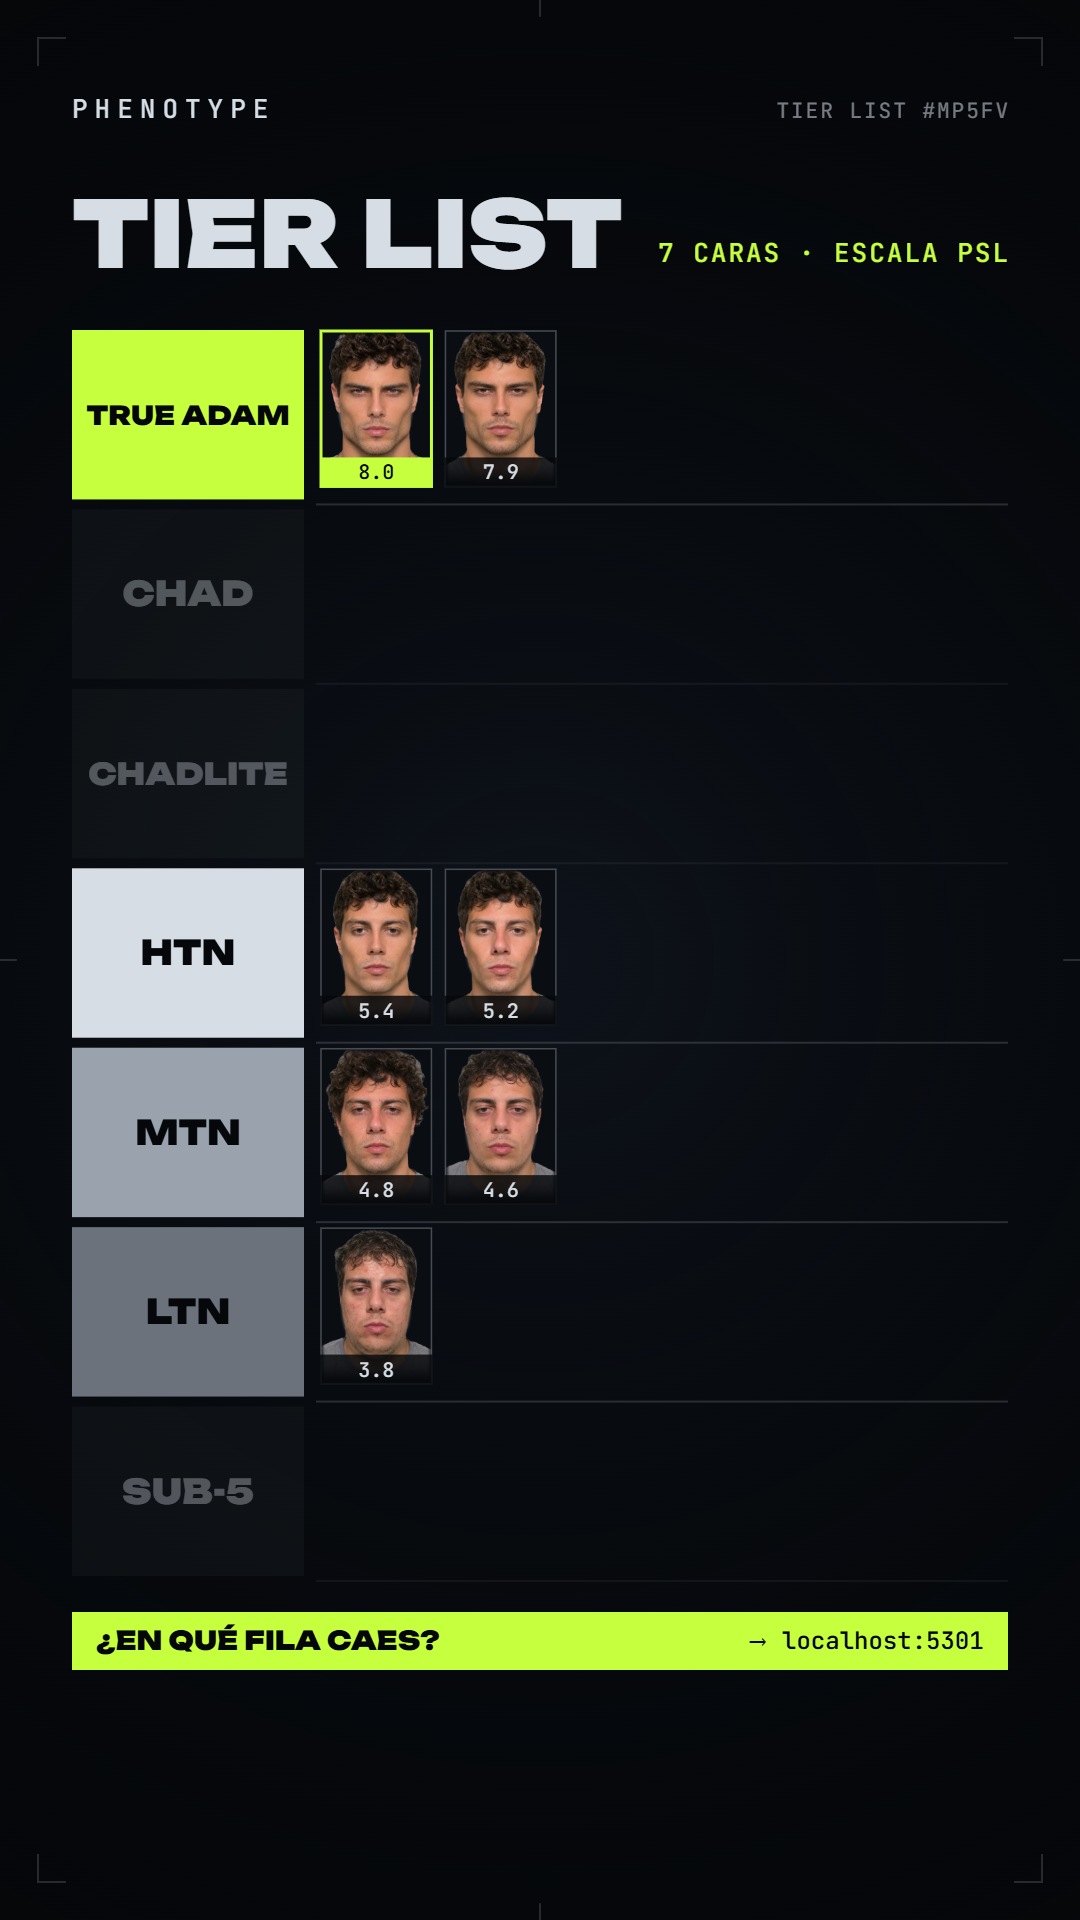 PHENOTYPE
TIER LIST #MP5FV
TIER LIST
7 CARAS · ESCALA PSL
TRUE ADAM
8.0
7.9
CHAD
CHADLITE
HTN
5.4
5.2
MTN
4.8
4.6
LTN
3.8
SUB-5
¿EN QUÉ FILA CAES?
→ localhost:5301